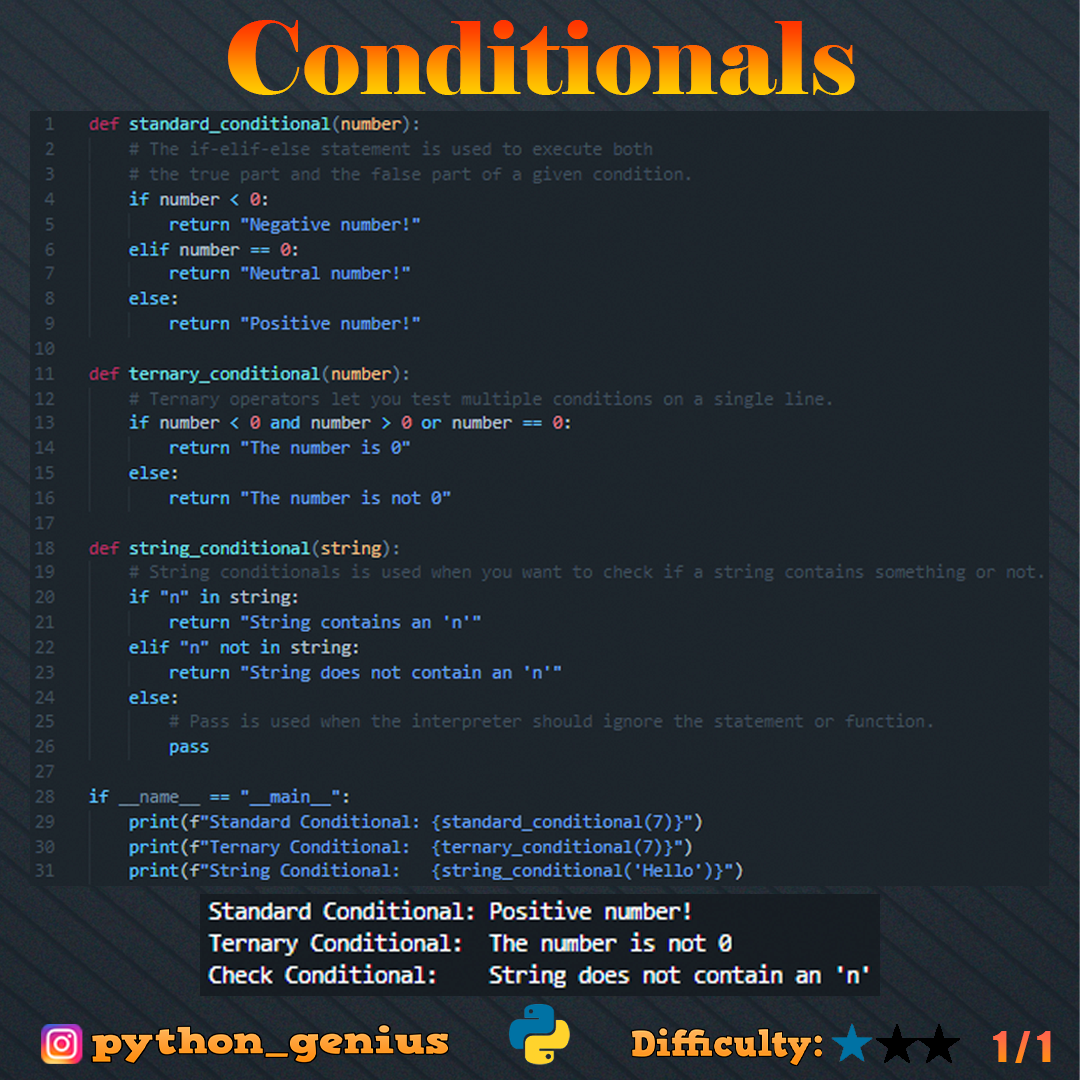 Conditionals
1 def standard_conditional(number):
2 # The if-elif-else statement is used to execute both
3 # the true part and the false part of a given condition.
4 if number < 0:
5 return "Negative number!"
6 elif number == 0:
7 return "Neutral number!"
8 else:
9 return "Positive number!"
10
11 def ternary_conditional(number):
12 # Ternary operators let you test multiple conditions on a single line.
13 if number < 0 and number > 0 or number == 0:
14 return "The number is 0"
15 else:
16 return "The number is not 0"
17
18 def string_conditional(string):
19 # String conditionals is used when you want to check if a string contains something or not.
20 if "n" in string:
21 return "String contains an 'n'"
22 elif "n" not in string:
23 return "String does not contain an 'n'"
24 else:
25 # Pass is used when the interpreter should ignore the statement or function.
26 pass
27
28 if __name__ == "__main__":
29 print(f"Standard Conditional: {standard_conditional(7)}")
30 print(f"Ternary Conditional:  {ternary_conditional(7)}")
31 print(f"String Conditional:   {string_conditional('Hello')}")
Standard Conditional: Positive number!
Ternary Conditional:  The number is not 0
Check Conditional:    String does not contain an 'n'
python_genius Difficulty: 1/1